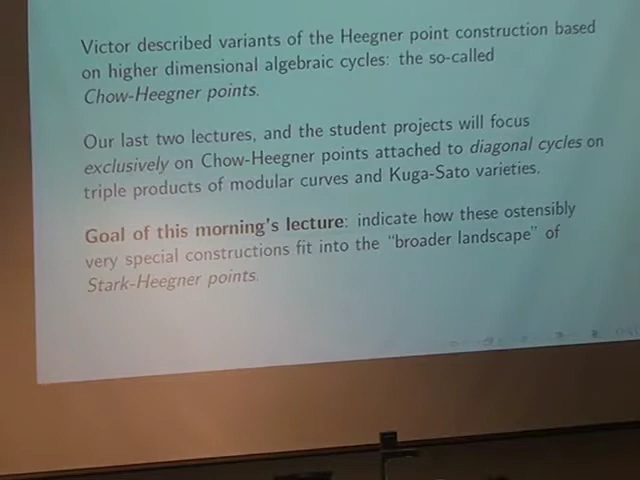 Victor described variants of the Heegner point construction based
on higher dimensional algebraic cycles: the so-called
Chow-Heegner points.
Our last two lectures, and the student projects will focus
exclusively on Chow-Heegner points attached to diagonal cycles on
triple products of modular curves and Kuga-Sato varieties.
Goal of this morning's lecture: indicate how these ostensibly
very special constructions fit into the "broader landscape" of
Stark-Heegner points.